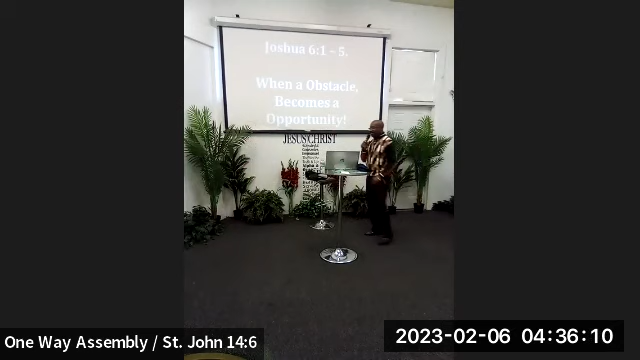 Joshua 6:1 – 5.
When a Obstacle,
Becomes a
Opportunity!
JESUS CHRIST
One Way Assembly / St. John 14:6
2023-02-06 04:36:10